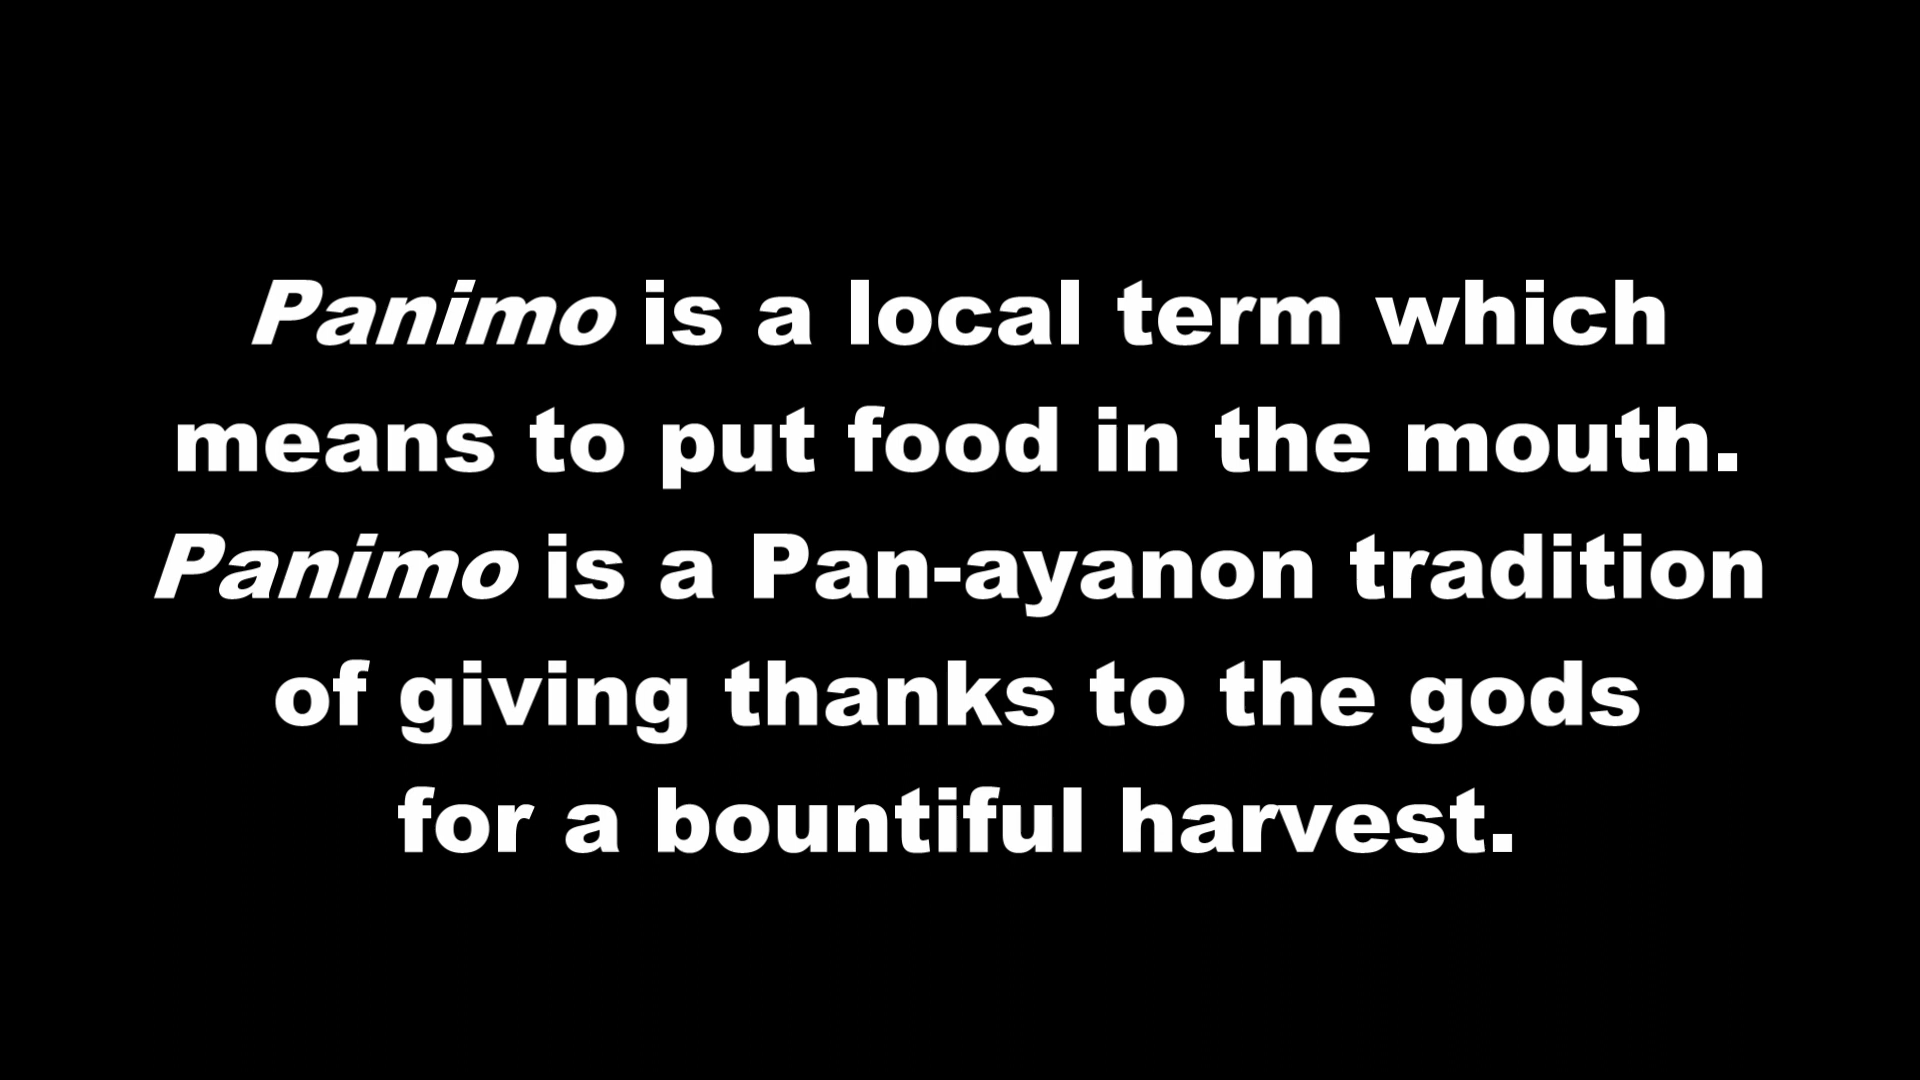 Panimo is a local term which
means to put food in the mouth.
Panimo is a Pan-ayanon tradition
of giving thanks to the gods
for a bountiful harvest.